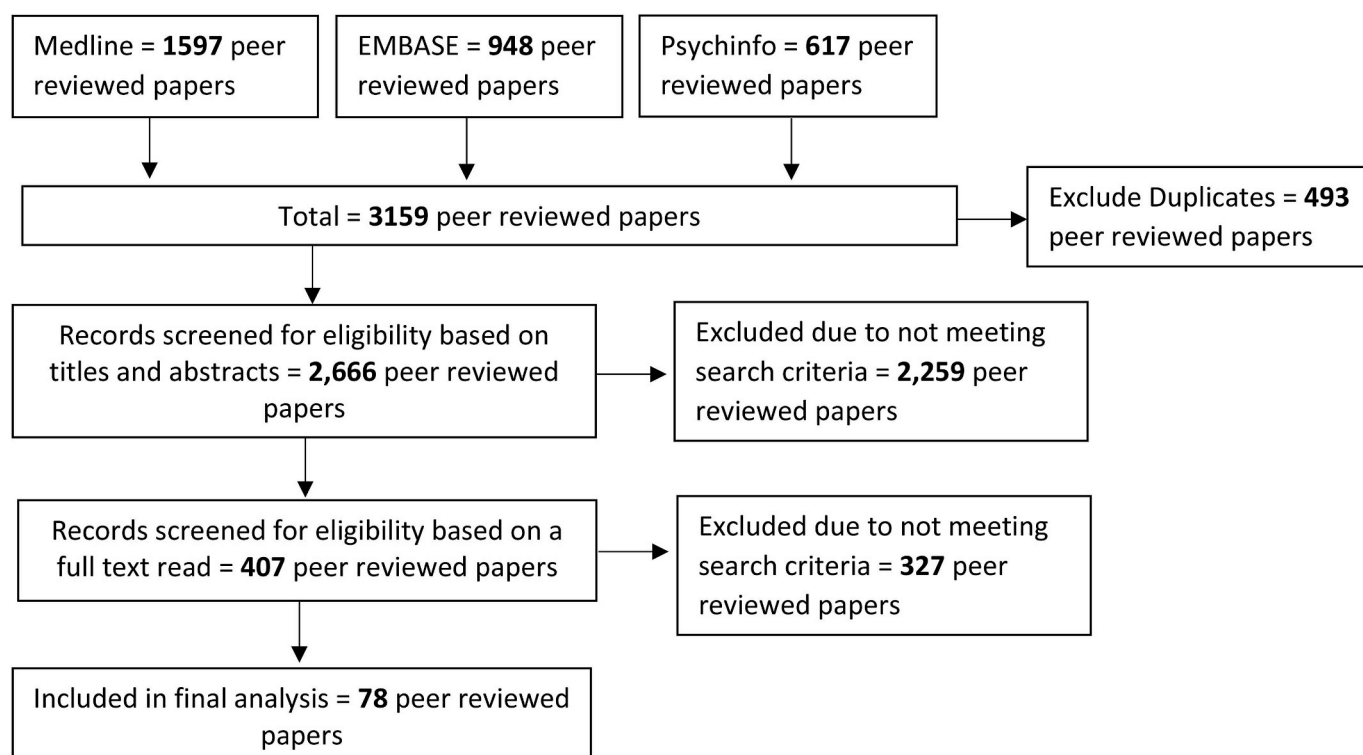 Medline = 1597 peer
reviewed papers
EMBASE = 948 peer
reviewed papers
Psychinfo = 617 peer
reviewed papers
Total = 3159 peer reviewed papers
Exclude Duplicates = 493
peer reviewed papers
Records screened for eligibility based on
titles and abstracts = 2,666 peer reviewed
papers
Excluded due to not meeting
search criteria = 2,259 peer
reviewed papers
Records screened for eligibility based on a
full text read = 407 peer reviewed papers
Excluded due to not meeting
search criteria = 327 peer
reviewed papers
Included in final analysis = 78 peer reviewed
papers